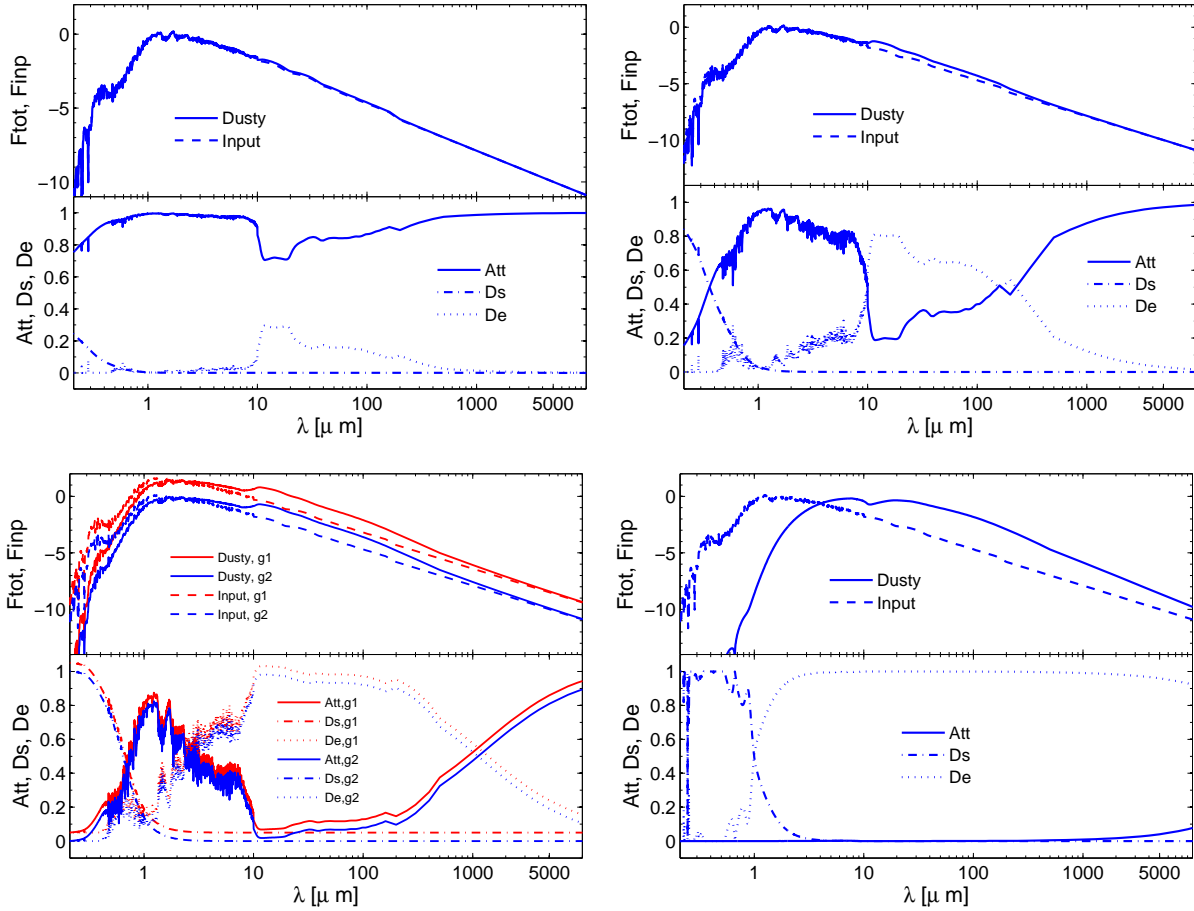 Ftot, Finp
0
−5
−10
Dusty
Input
Att, Ds, De
1
0.8
0.6
0.4
0.2
0
Att
Ds
De
1 10 100 1000 5000
λ [μ m]
Ftot, Finp
0
−5
−10
Dusty
Input
Att, Ds, De
1
0.8
0.6
0.4
0.2
0
Att
Ds
De
1 10 100 1000 5000
λ [μ m]
Ftot, Finp
0
−5
−10
Dusty, g1
Dusty, g2
Input, g1
Input, g2
Att, Ds, De
1
0.8
0.6
0.4
0.2
0
Att,g1
Ds,g1
De,g1
Att,g2
Ds,g2
De,g2
1 10 100 1000 5000
λ [μ m]
Ftot, Finp
0
−5
−10
Dusty
Input
Att, Ds, De
1
0.8
0.6
0.4
0.2
0
Att
Ds
De
1 10 100 1000 5000
λ [μ m]